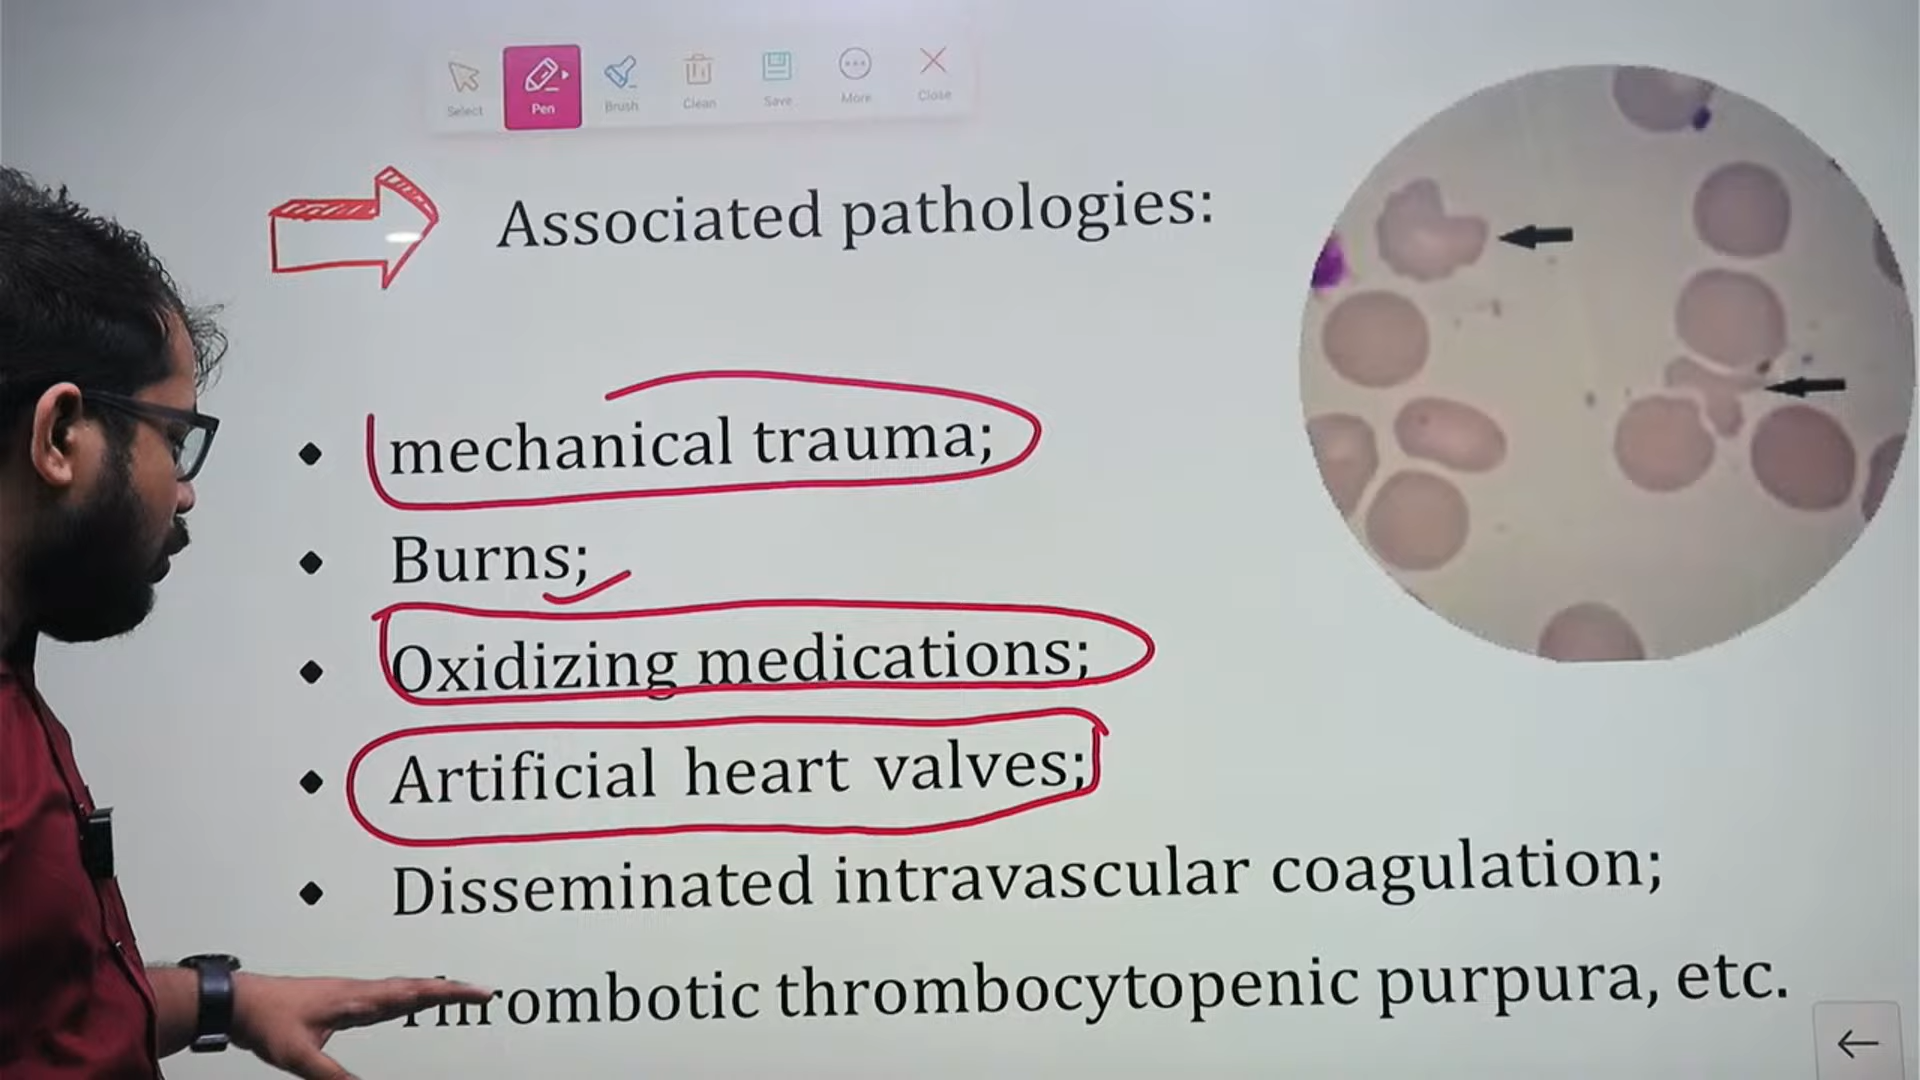 Select Pen Brush Clean Save More Close
Associated pathologies:
mechanical trauma;
Burns;
Oxidizing medications;
Artificial heart valves;
Disseminated intravascular coagulation;
Thrombotic thrombocytopenic purpura, etc.